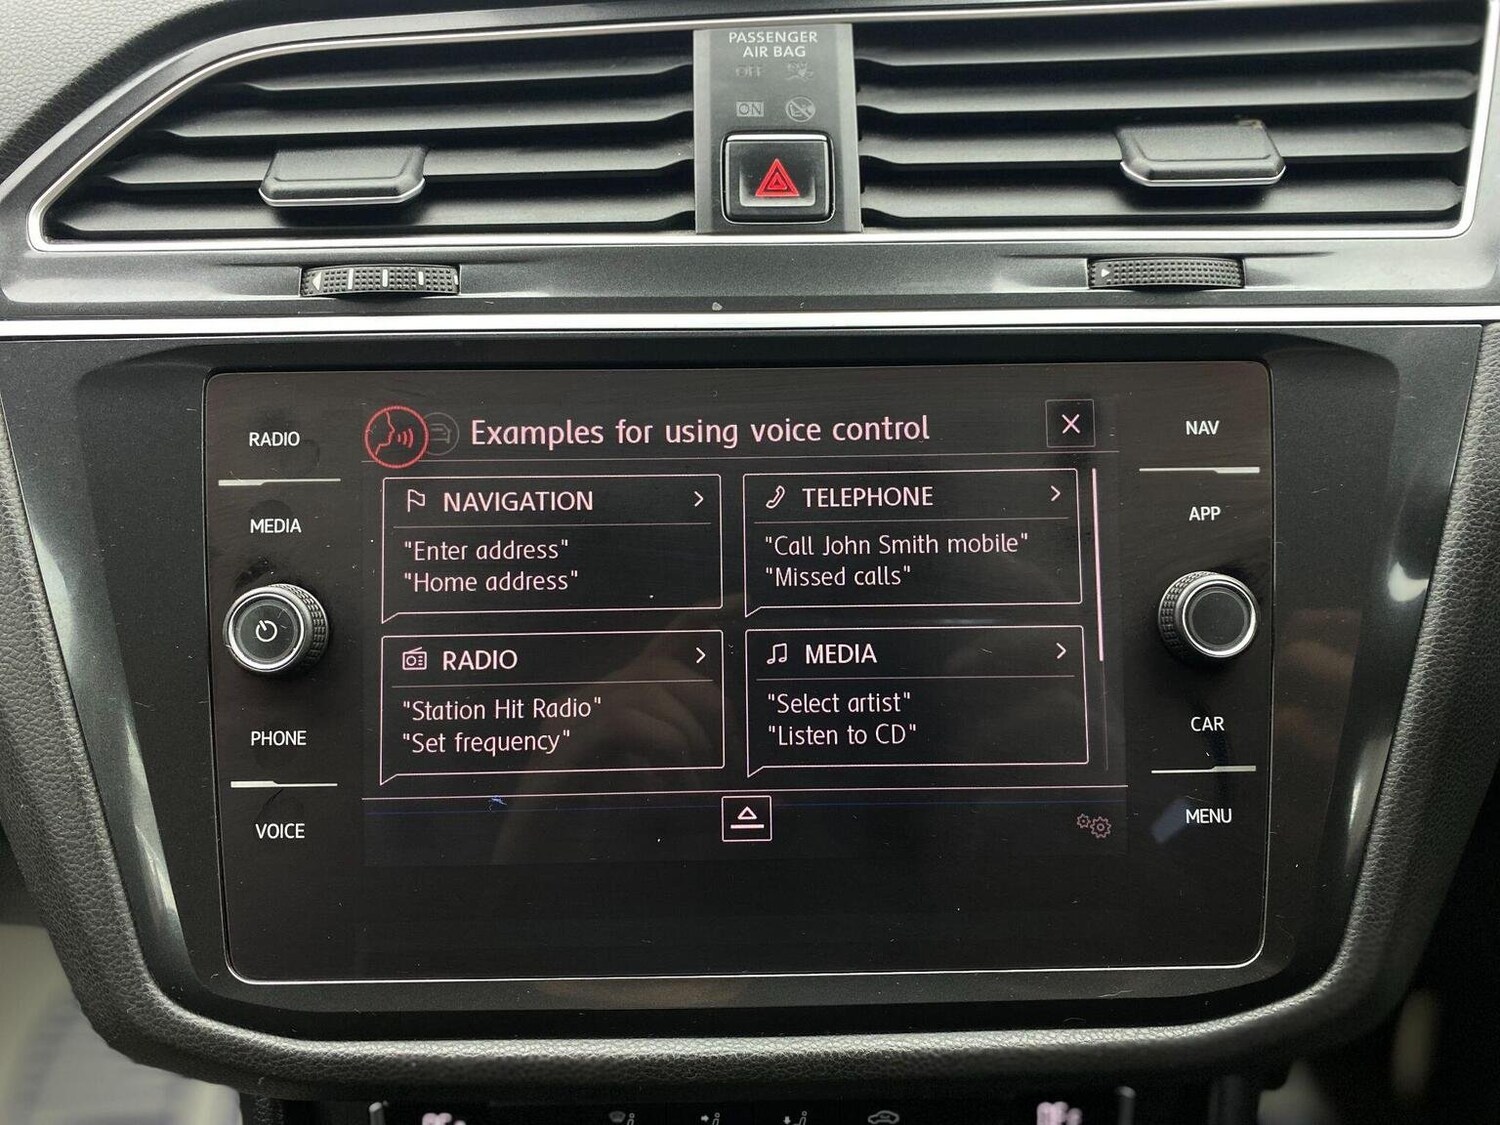 PASSENGER
AIR BAG
OFF
ON
Examples for using voice control
RADIO
MEDIA
PHONE
VOICE
NAVIGATION
"Enter address"
"Home address"
TELEPHONE
"Call John Smith mobile"
"Missed calls"
RADIO
"Station Hit Radio"
"Set frequency"
MEDIA
"Select artist"
"Listen to CD"
NAV
APP
CAR
MENU